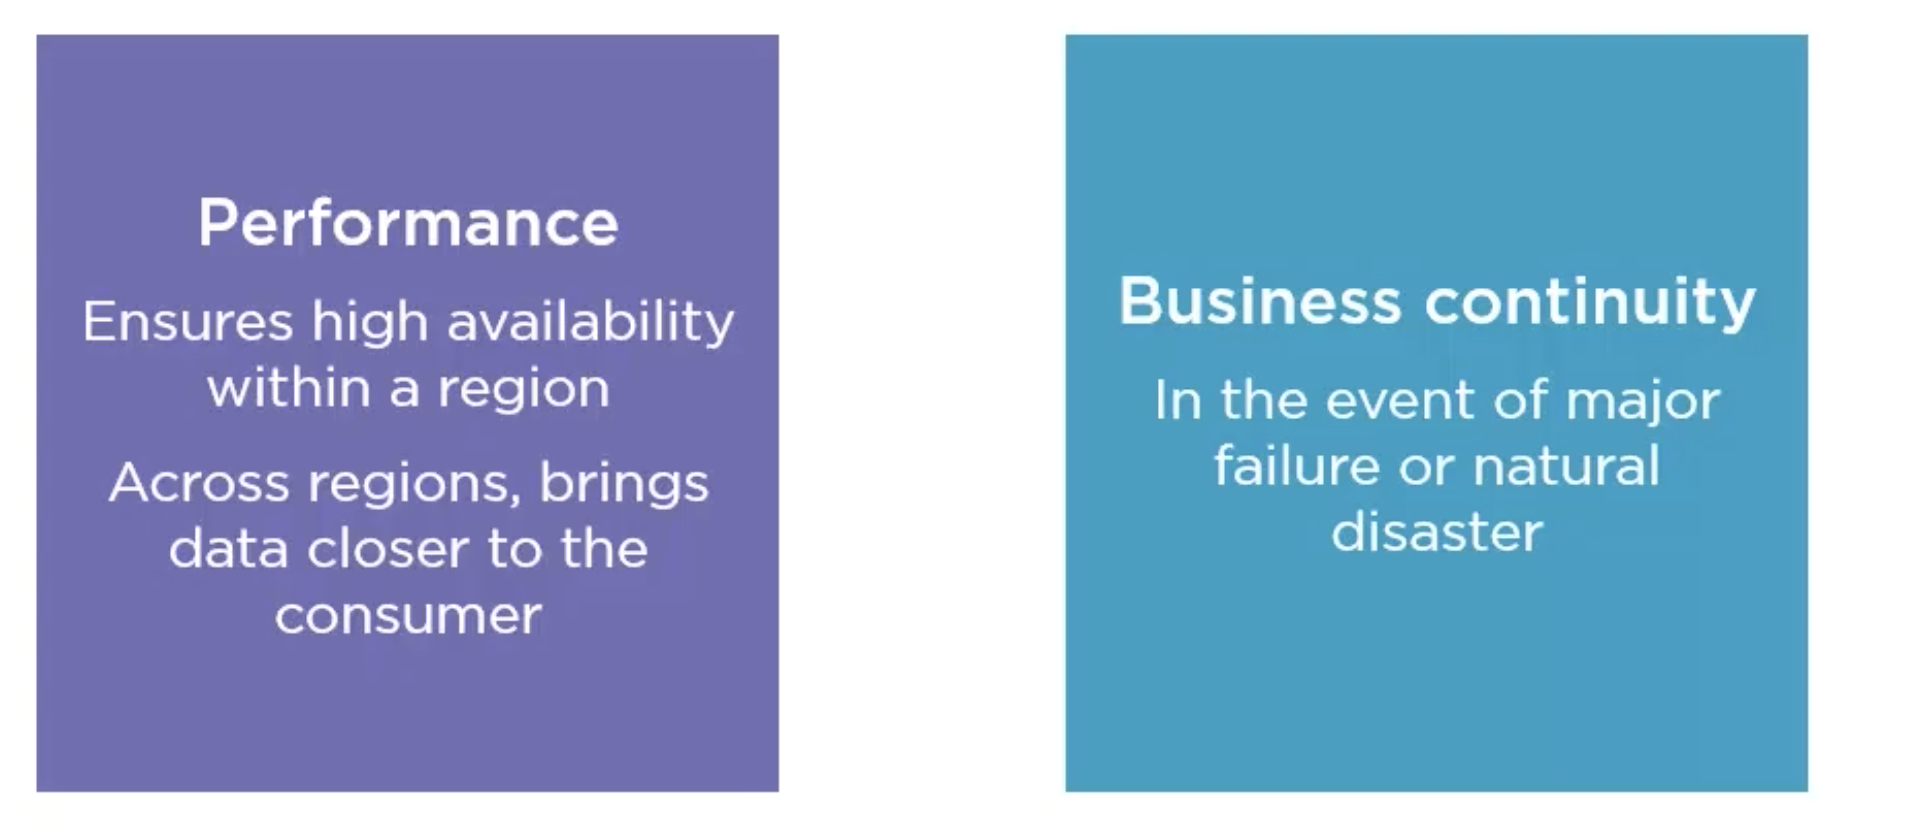 Performance
Ensures high availability
within a region
Across regions, brings
data closer to the
consumer
Business continuity
In the event of major
failure or natural
disaster